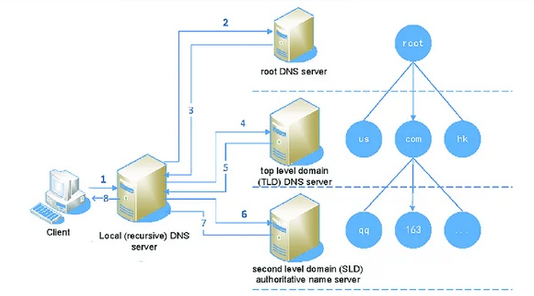 2
root
root DNS server
3
4
us
com
hk
5
top level domain
(TLD) DNS server
1
8
Client
Local (recursive) DNS
server
6
7
qq
163
...
second level domain (SLD)
authoritative name server